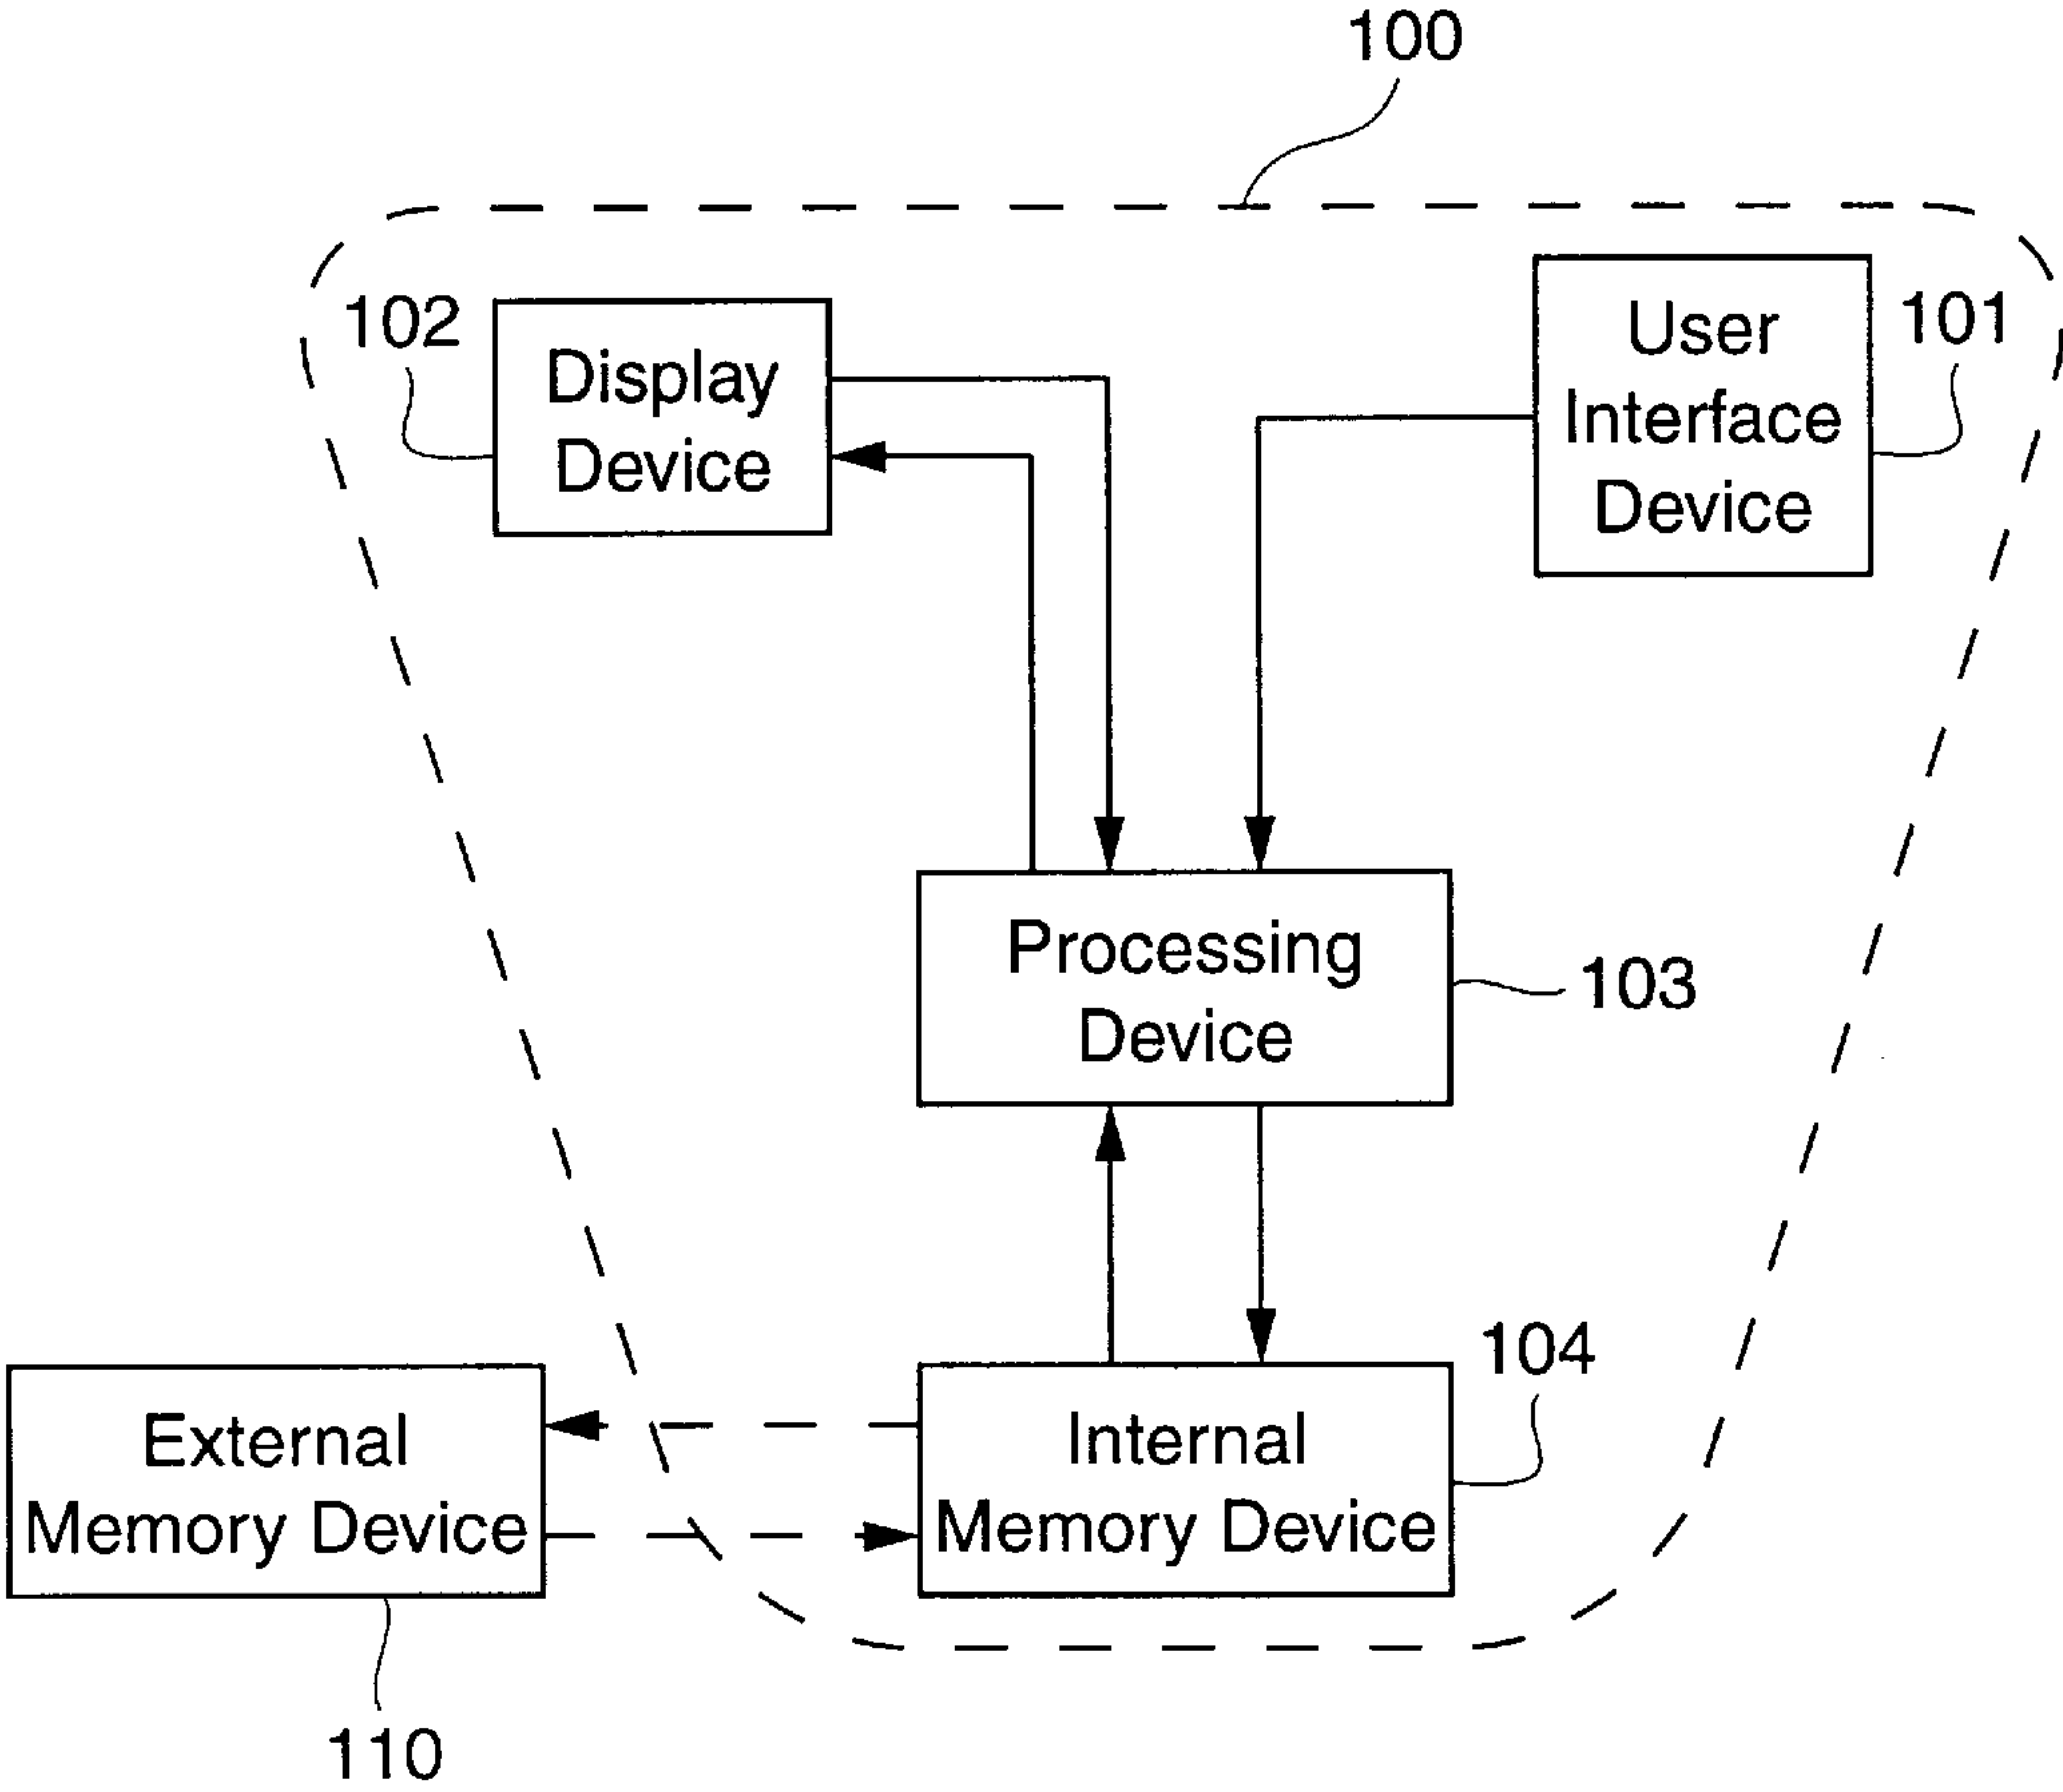 100
102
Display
Device
User
Interface
Device
101
Processing
Device
103
104
External
Memory Device
Internal
Memory Device
110